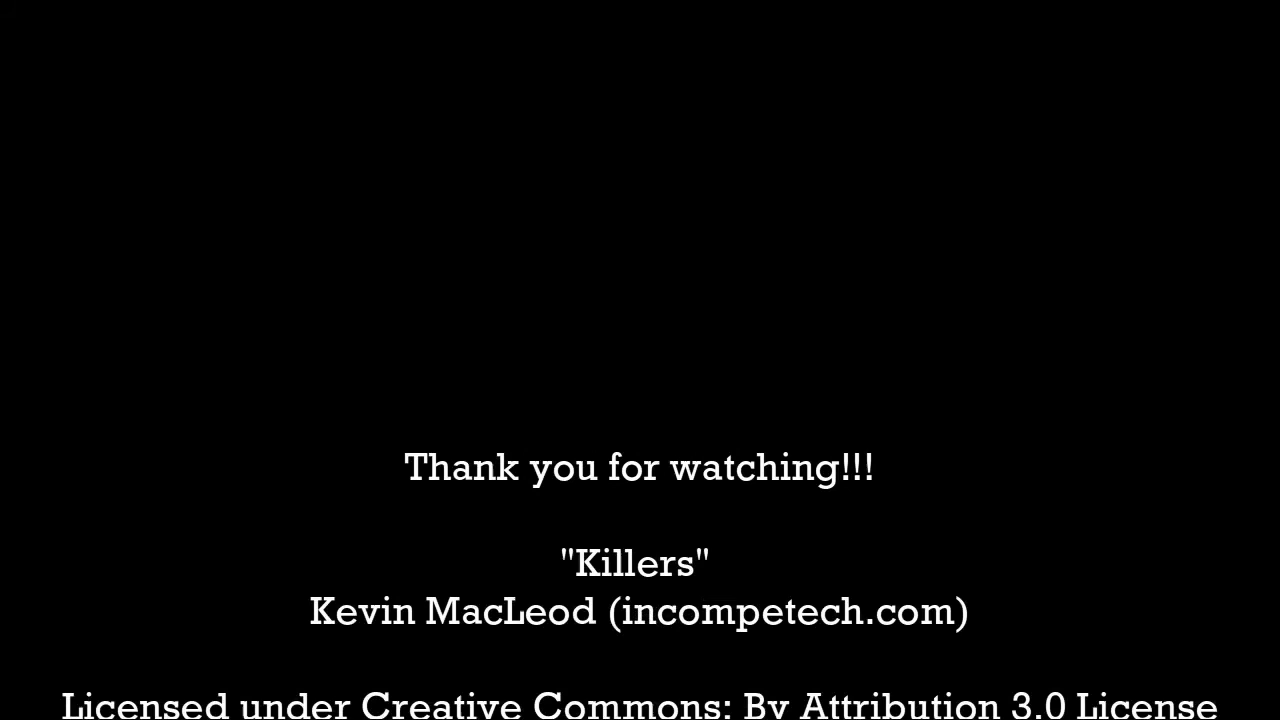 Thank you for watching!!!
"Killers"
Kevin MacLeod (incompetech.com)
Licensed under Creative Commons: By Attribution 3.0 License